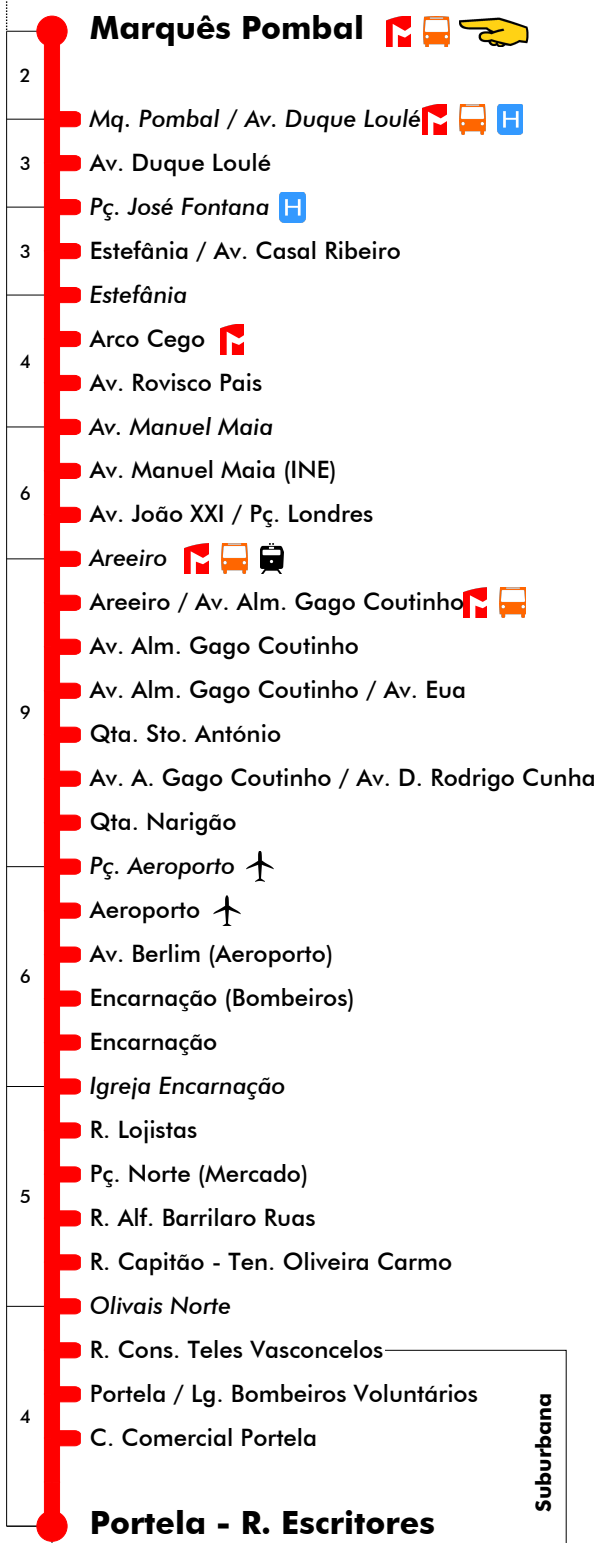 Marquês Pombal
2
Mq. Pombal / Av. Duque Loulé H
3 Av. Duque Loulé
Pç. José Fontana H
3 Estefânia / Av. Casal Ribeiro
Estefânia
Arco Cego
4
Av. Rovisco Pais
Av. Manuel Maia
Av. Manuel Maia (INE)
6
Av. João XXI / Pç. Londres
Areeiro
Areeiro / Av. Alm. Gago Coutinho
Av. Alm. Gago Coutinho
Av. Alm. Gago Coutinho / Av. Eua
9
Qta. Sto. António
Av. A. Gago Coutinho / Av. D. Rodrigo Cunha
Qta. Narigão
Pç. Aeroporto
Aeroporto
Av. Berlim (Aeroporto)
6
Encarnação (Bombeiros)
Encarnação
Igreja Encarnação
R. Lojistas
Pç. Norte (Mercado)
5
R. Alf. Barrilaro Ruas
R. Capitão - Ten. Oliveira Carmo
Olivais Norte
R. Cons. Teles Vasconcelos
Portela / Lg. Bombeiros Voluntários
4
C. Comercial Portela
Suburbana
Portela - R. Escritores